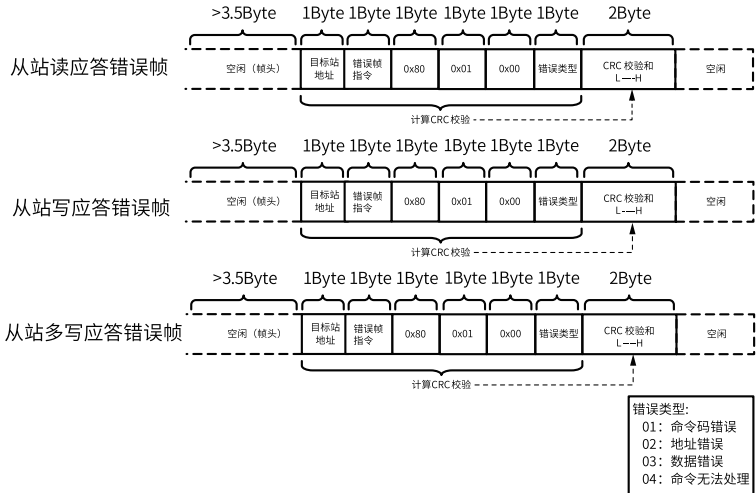 >3.5Byte 1Byte 1Byte 1Byte 1Byte 1Byte 1Byte 2Byte
从站读应答错误帧 空闲（帧头） 目标站地址 错误帧指令 0x80 0x01 0x00 错误类型 CRC 校验和 L——H 空闲
计算CRC校验
>3.5Byte 1Byte 1Byte 1Byte 1Byte 1Byte 1Byte 2Byte
从站写应答错误帧 空闲（帧头） 目标站地址 错误帧指令 0x80 0x01 0x00 错误类型 CRC 校验和 L——H 空闲
计算CRC校验
>3.5Byte 1Byte 1Byte 1Byte 1Byte 1Byte 1Byte 2Byte
从站多写应答错误帧 空闲（帧头） 目标站地址 错误帧指令 0x80 0x01 0x00 错误类型 CRC 校验和 L——H 空闲
计算CRC校验
错误类型:
01：命令码错误
02：地址错误
03：数据错误
04：命令无法处理